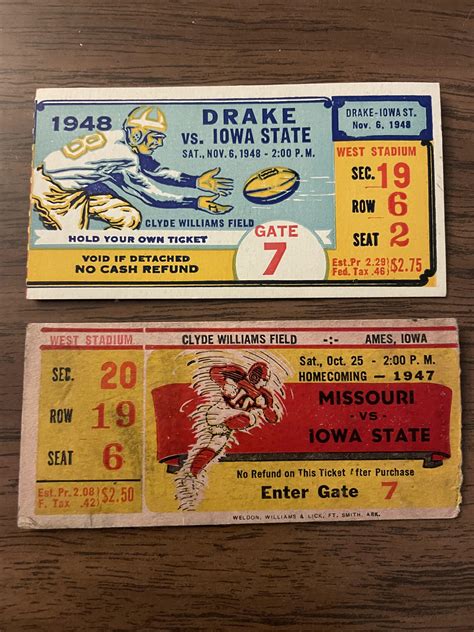 1948
DRAKE
VS. IOWA STATE
SAT., NOV. 6, 1948 - 2:00 P. M.
CLYDE WILLIAMS FIELD
HOLD YOUR OWN TICKET
VOID IF DETACHED
NO CASH REFUND
GATE
7
DRAKE-IOWA ST.
Nov. 6, 1948
WEST STADIUM
SEC. 19
ROW 6
SEAT 2
Est. Pr 2.29
Fed. Tax .46
$2.75
WEST STADIUM
SEC. 20
ROW 19
SEAT 6
Est. Pr. 2.08
F. Tax .42
$2.50
CLYDE WILLIAMS FIELD -:- AMES, IOWA
Sat., Oct. 25 - 2:00 P. M.
HOMECOMING - 1947
MISSOURI
- VS -
IOWA STATE
No Refund on This Ticket After Purchase
Enter Gate 7
WELDON, WILLIAMS & LICK, FT. SMITH, ARK.